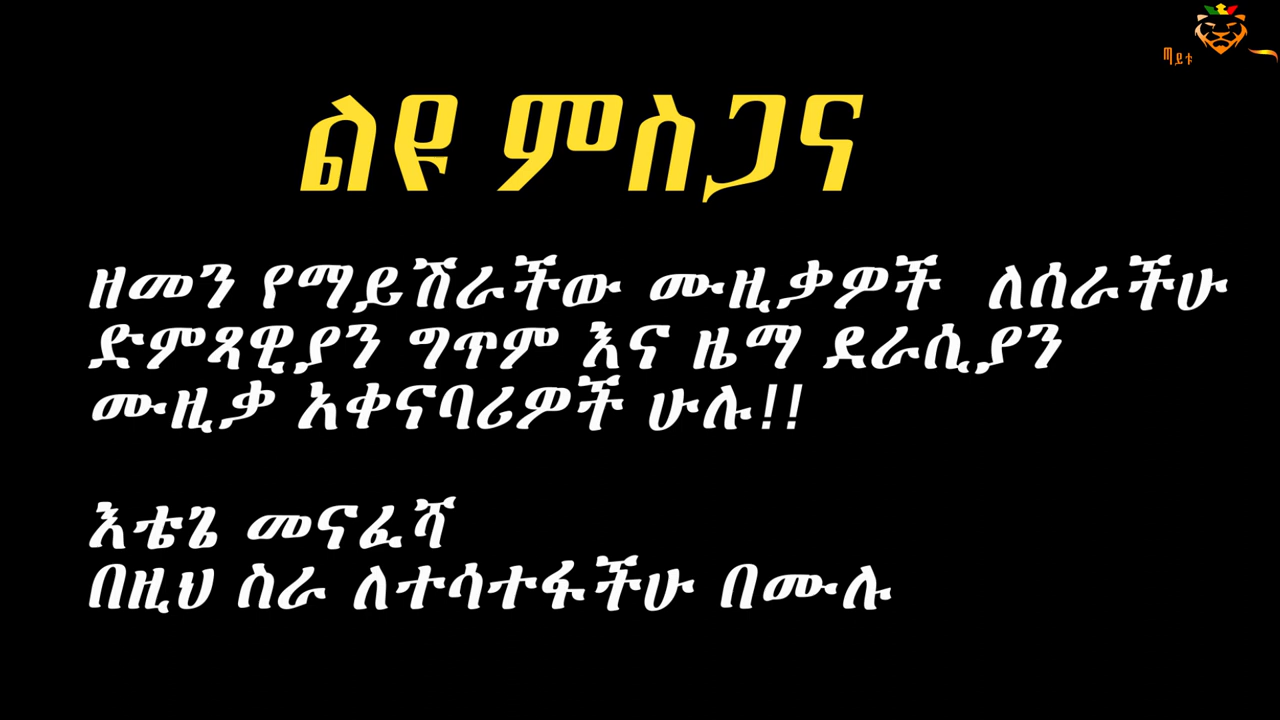 ጣይቱ
ልዩ ምስጋና
ዘመን የማይሽራችው ሙዚቃዎች ለሰራችሁ
ድምጻዊያን ግጥም እና ዜማ ደራሲያን
ሙዚቃ አቀናባሪዎች ሁሉ!!
እቴጌ መናፈሻ
በዚህ ስራ ለተሳተፋችሁ በሙሉ